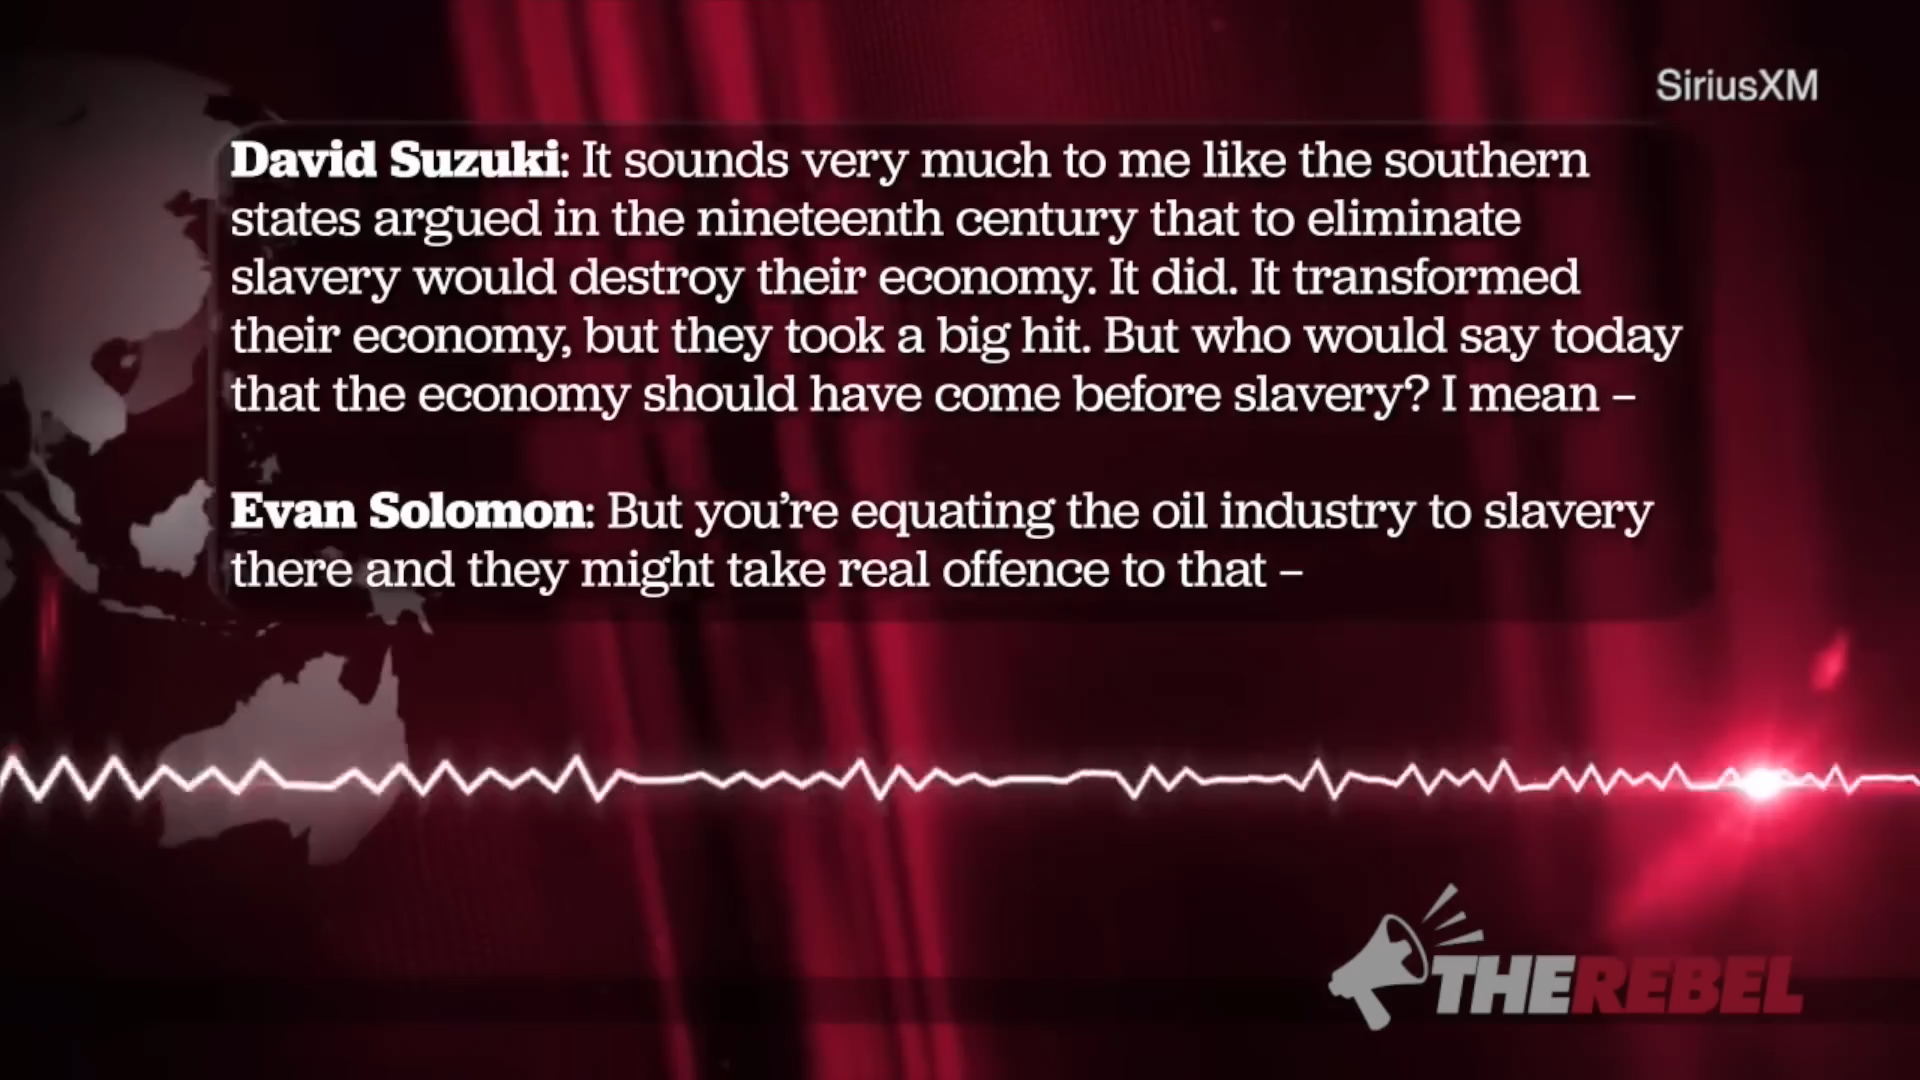 SiriusXM
David Suzuki: It sounds very much to me like the southern
states argued in the nineteenth century that to eliminate
slavery would destroy their economy. It did. It transformed
their economy, but they took a big hit. But who would say today
that the economy should have come before slavery? I mean –
Evan Solomon: But you’re equating the oil industry to slavery
there and they might take real offence to that –
THEREBEL